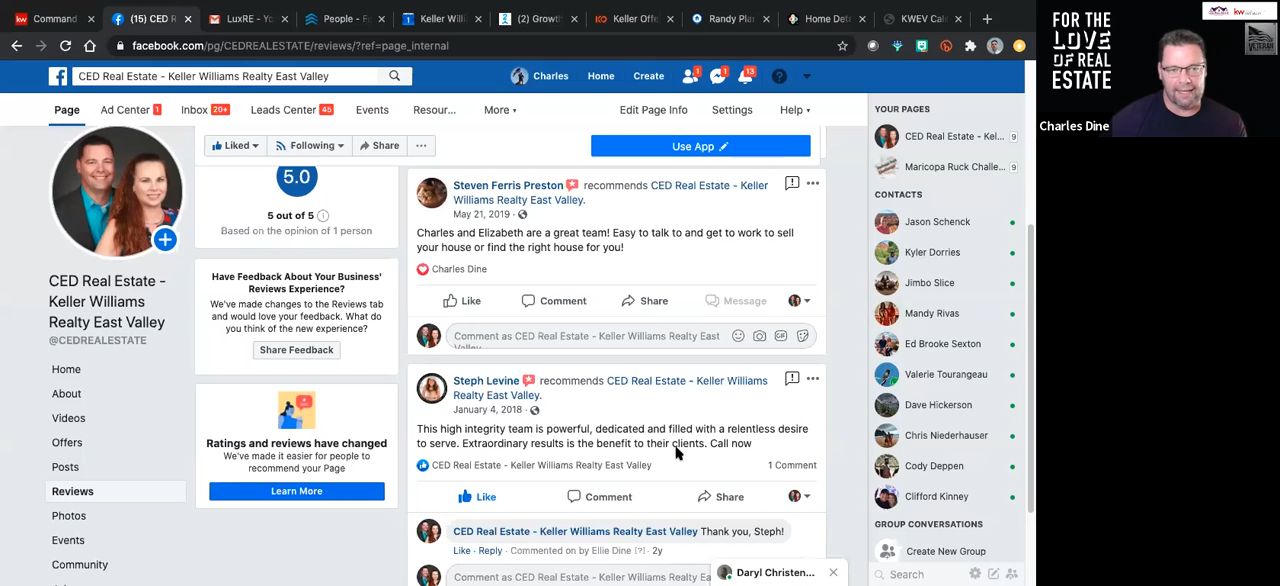 Command
(15) CED R
LuxRE - Yo
People - F
Keller Willi
(2) Growth
Keller Offe
Randy Pla
Home Det
KWEV Cal
facebook.com/pg/CEDREALESTATE/reviews/?ref=page_internal
CED Real Estate - Keller Williams Realty East Valley
Charles
Home
Create
1
1
13
Page
Ad Center 1
Inbox 20+
Leads Center 45
Events
Resour...
More
Edit Page Info
Settings
Help
Liked
Following
Share
Use App
5.0
5 out of 5
Based on the opinion of 1 person
Have Feedback About Your Business'
Reviews Experience?
We've made changes to the Reviews tab
and would love your feedback. What do
you think of the new experience?
Share Feedback
Ratings and reviews have changed
We've made it easier for people to
recommend your Page
Learn More
CED Real Estate -
Keller Williams
Realty East Valley
@CEDREALESTATE
Home
About
Videos
Offers
Posts
Reviews
Photos
Events
Community
Steven Ferris Preston recommends CED Real Estate - Keller
Williams Realty East Valley.
May 21, 2019
Charles and Elizabeth are a great team! Easy to talk to and get to work to sell
your house or find the right house for you!
Charles Dine
Like
Comment
Share
Message
Comment as CED Real Estate - Keller Williams Realty East
Valley
Steph Levine recommends CED Real Estate - Keller Williams
Realty East Valley.
January 4, 2018
This high integrity team is powerful, dedicated and filled with a relentless desire
to serve. Extraordinary results is the benefit to their clients. Call now
CED Real Estate - Keller Williams Realty East Valley
1 Comment
Like
Comment
Share
CED Real Estate - Keller Williams Realty East Valley Thank you, Steph!
Like · Reply · Commented on by Ellie Dine [?] · 2y
Comment as CED Real Estate - Keller Williams Realty Ea
Daryl Christen...
YOUR PAGES
CED Real Estate - Kel... 9
Maricopa Ruck Challe... 9
CONTACTS
Jason Schenck
Kyler Dorries
Jimbo Slice
Mandy Rivas
Ed Brooke Sexton
Valerie Tourangeau
Dave Hickerson
Chris Niederhauser
Cody Deppen
Clifford Kinney
GROUP CONVERSATIONS
Create New Group
Search
FOR THE
LOVE
OF REAL
ESTATE
Charles Dine
kw
VETERAN